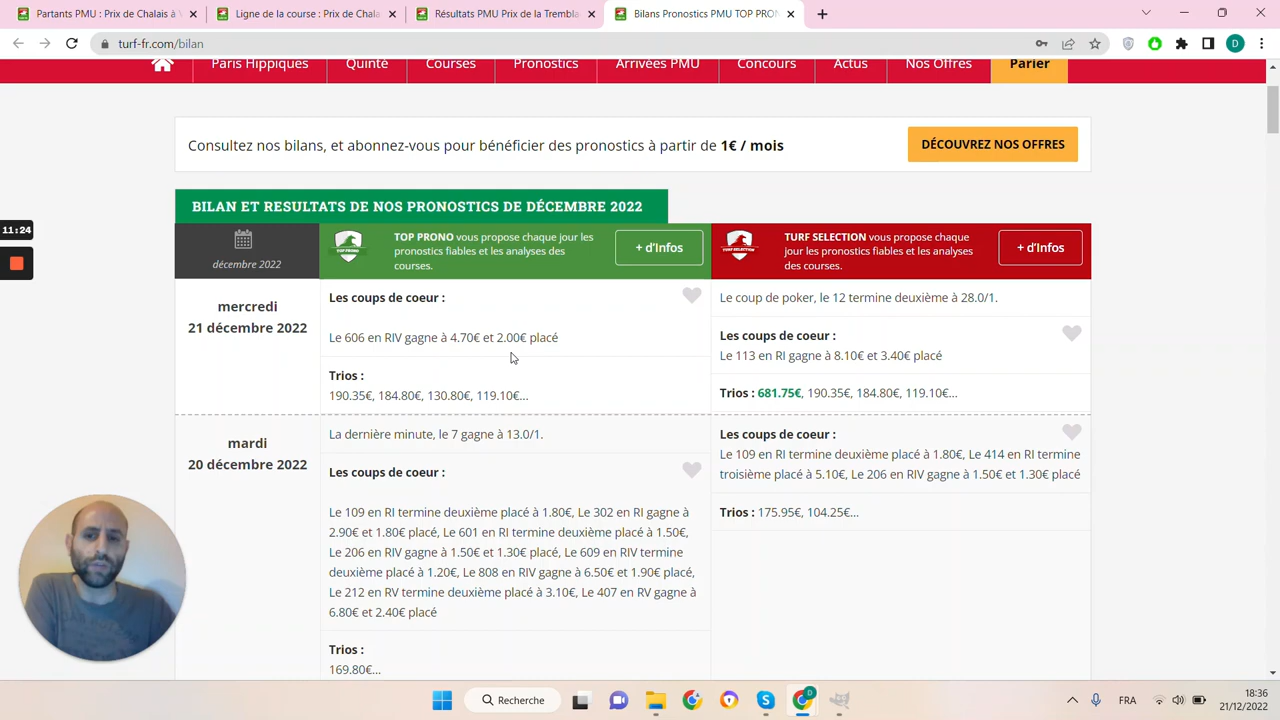 Partants PMU : Prix de Chalais à V
Ligne de la course : Prix de Chala
Résultats PMU Prix de la Trembla
Bilans Pronostics PMU TOP PRON
turf-fr.com/bilan
Paris Hippiques Quinté Courses Pronostics Arrivées PMU Concours Actus Nos Offres Parier
Consultez nos bilans, et abonnez-vous pour bénéficier des pronostics à partir de 1€ / mois
DÉCOUVREZ NOS OFFRES
BILAN ET RESULTATS DE NOS PRONOSTICS DE DÉCEMBRE 2022
11:24
décembre 2022
TOP PRONO
TOP PRONO vous propose chaque jour les
pronostics fiables et les analyses des
courses.
+ d'Infos
TURF SELECTION
TURF SELECTION vous propose chaque
jour les pronostics fiables et les analyses
des courses.
+ d'Infos
mercredi
21 décembre 2022
Les coups de coeur :
Le 606 en RIV gagne à 4.70€ et 2.00€ placé
Trios :
190.35€, 184.80€, 130.80€, 119.10€...
Le coup de poker, le 12 termine deuxième à 28.0/1.
Les coups de coeur :
Le 113 en RI gagne à 8.10€ et 3.40€ placé
Trios : 681.75€, 190.35€, 184.80€, 119.10€...
mardi
20 décembre 2022
La dernière minute, le 7 gagne à 13.0/1.
Les coups de coeur :
Le 109 en RI termine deuxième placé à 1.80€, Le 302 en RI gagne à
2.90€ et 1.80€ placé, Le 601 en RI termine deuxième placé à 1.50€,
Le 206 en RIV gagne à 1.50€ et 1.30€ placé, Le 609 en RIV termine
deuxième placé à 1.20€, Le 808 en RIV gagne à 6.50€ et 1.90€ placé,
Le 212 en RV termine deuxième placé à 3.10€, Le 407 en RV gagne à
6.80€ et 2.40€ placé
Trios :
169.80€...
Les coups de coeur :
Le 109 en RI termine deuxième placé à 1.80€, Le 414 en RI termine
troisième placé à 5.10€, Le 206 en RIV gagne à 1.50€ et 1.30€ placé
Trios : 175.95€, 104.25€...
Recherche
FRA
18:36
21/12/2022